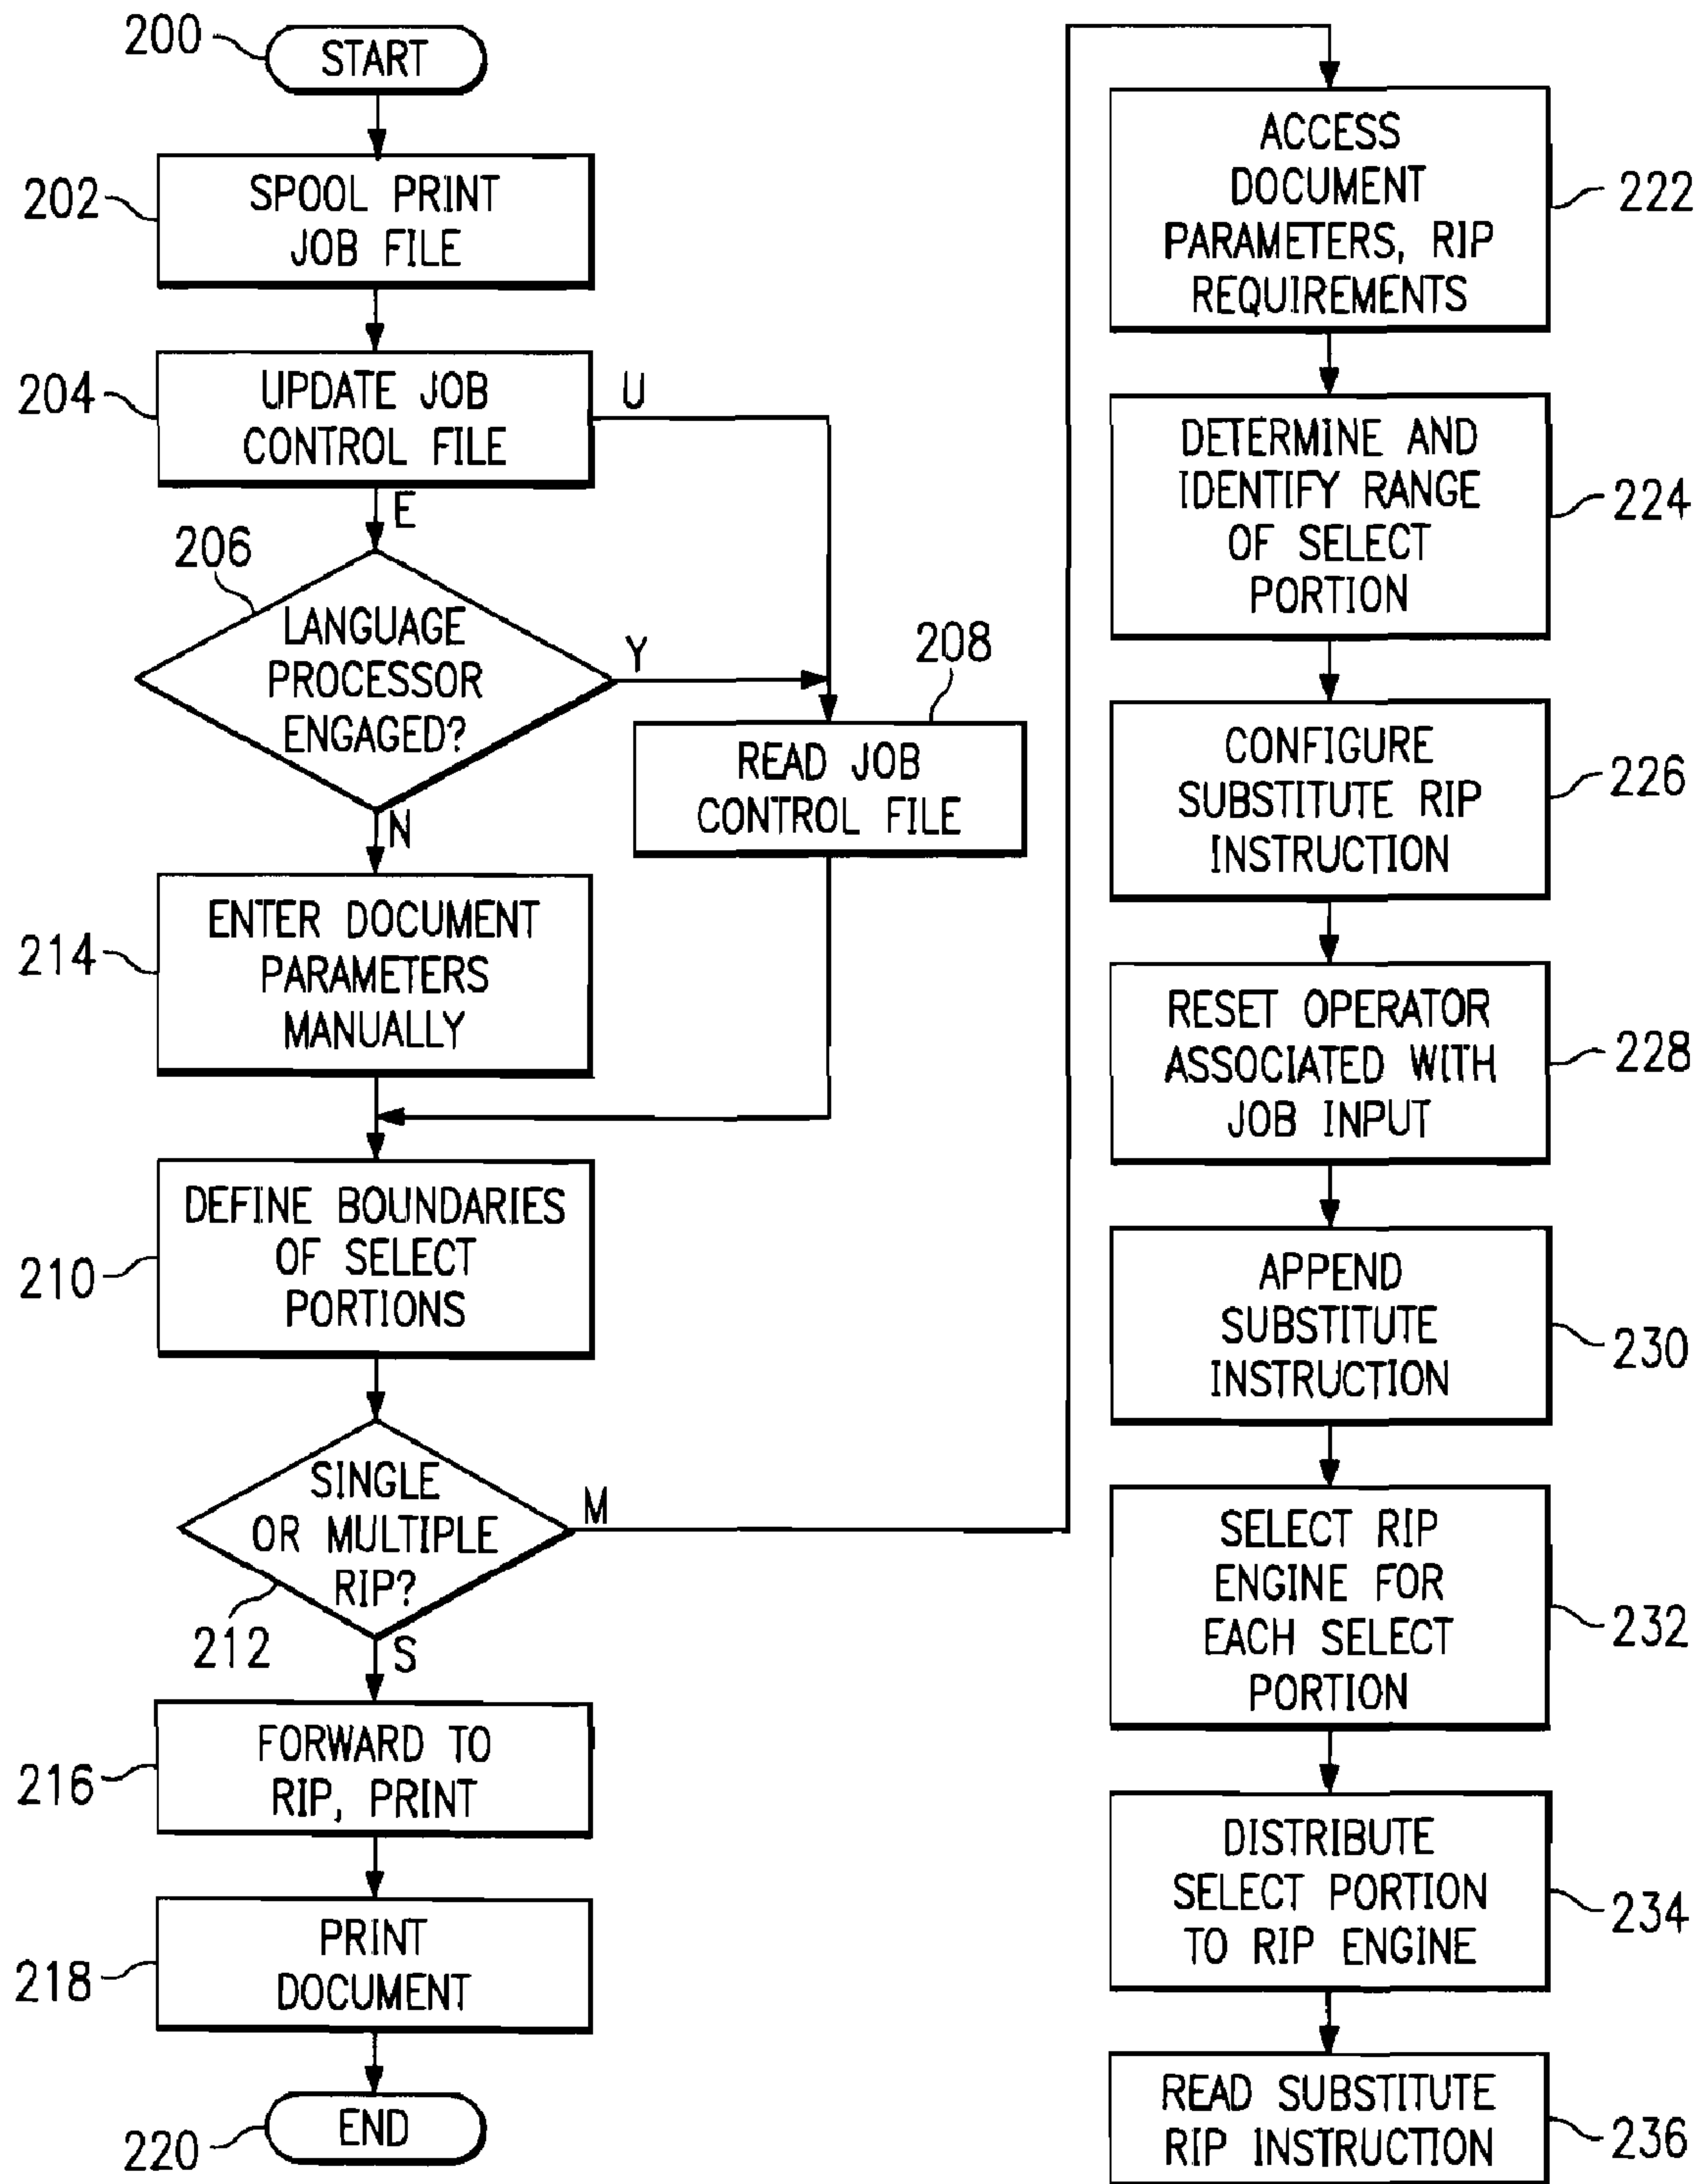 200
START
202
SPOOL PRINT
JOB FILE
204
UPDATE JOB
CONTROL FILE
U
E
206
LANGUAGE
PROCESSOR
ENGAGED?
Y
N
208
READ JOB
CONTROL FILE
214
ENTER DOCUMENT
PARAMETERS
MANUALLY
210
DEFINE BOUNDARIES
OF SELECT
PORTIONS
SINGLE
OR MULTIPLE
RIP?
M
212
S
216
FORWARD TO
RIP, PRINT
218
PRINT
DOCUMENT
220
END
ACCESS
DOCUMENT
PARAMETERS, RIP
REQUIREMENTS
222
DETERMINE AND
IDENTIFY RANGE
OF SELECT
PORTION
224
CONFIGURE
SUBSTITUTE RIP
INSTRUCTION
226
RESET OPERATOR
ASSOCIATED WITH
JOB INPUT
228
APPEND
SUBSTITUTE
INSTRUCTION
230
SELECT RIP
ENGINE FOR
EACH SELECT
PORTION
232
DISTRIBUTE
SELECT PORTION
TO RIP ENGINE
234
READ SUBSTITUTE
RIP INSTRUCTION
236